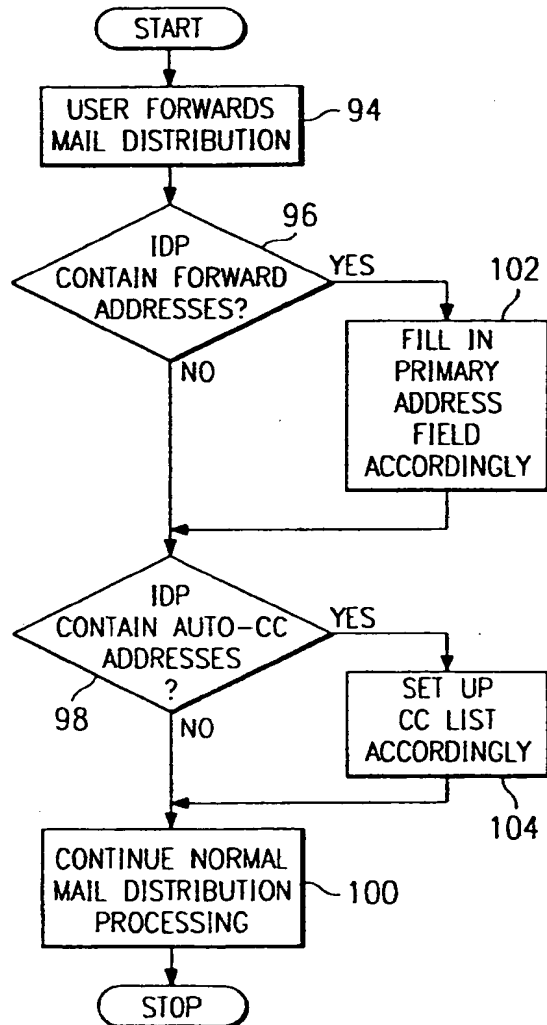 START
USER FORWARDS
MAIL DISTRIBUTION
94
96
IDP
CONTAIN FORWARD
ADDRESSES?
YES
NO
102
FILL IN
PRIMARY
ADDRESS
FIELD
ACCORDINGLY
IDP
CONTAIN AUTO-CC
ADDRESSES
?
YES
98
NO
SET UP
CC LIST
ACCORDINGLY
104
CONTINUE NORMAL
MAIL DISTRIBUTION
PROCESSING
100
STOP